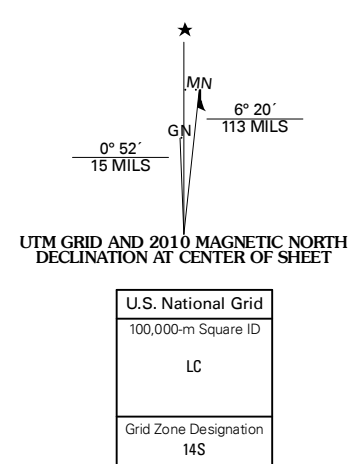 ★
MN
GN
6° 20´
113 MILS
0° 52´
15 MILS
UTM GRID AND 2010 MAGNETIC NORTH
DECLINATION AT CENTER OF SHEET
U.S. National Grid
100,000-m Square ID
LC
Grid Zone Designation
14S